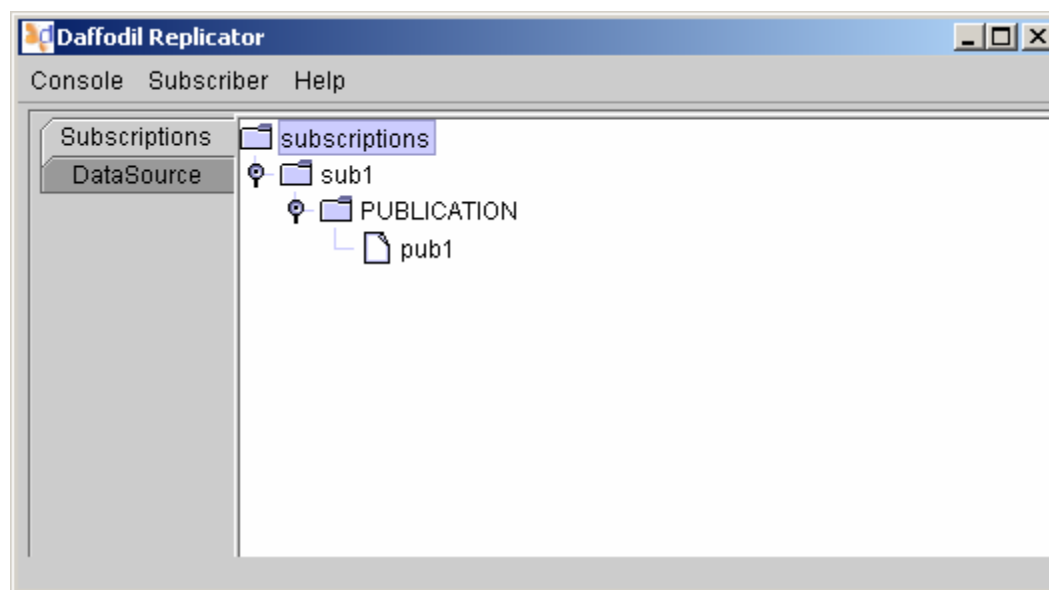 Daffodil Replicator
Console Subscriber Help
Subscriptions
DataSource
subscriptions
sub1
PUBLICATION
pub1